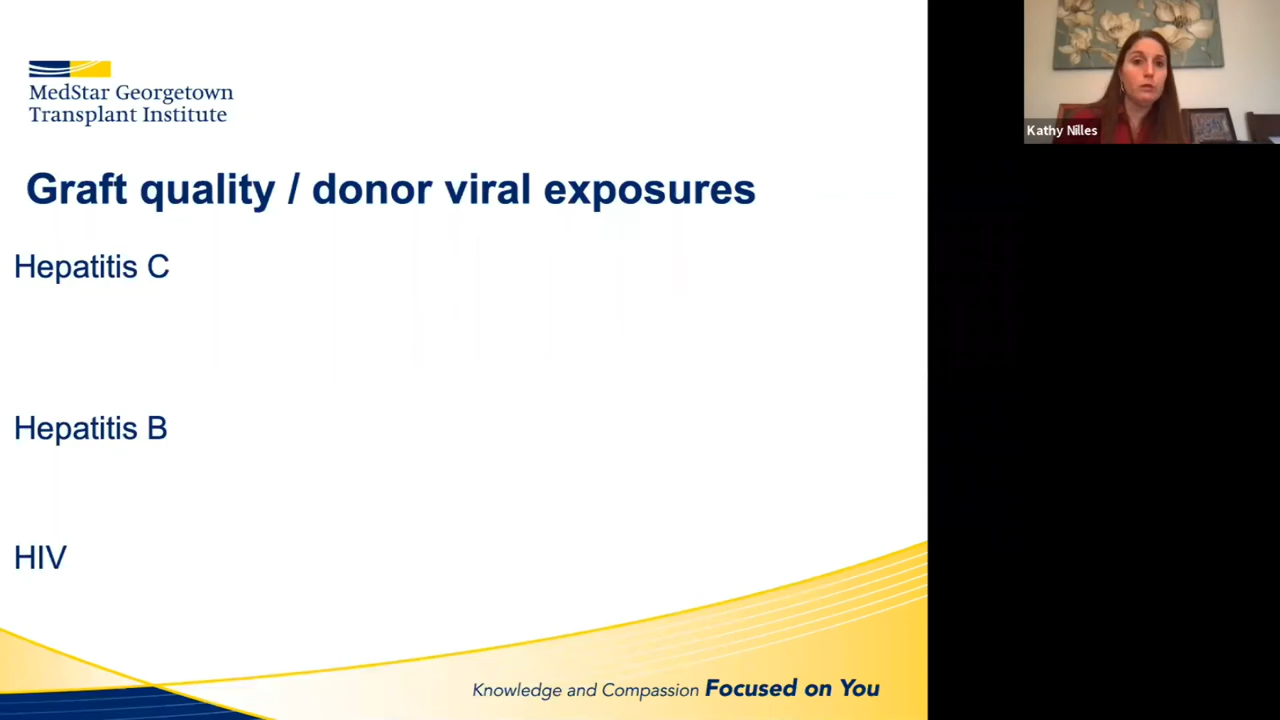 MedStar Georgetown
Transplant Institute
Kathy Nilles
Graft quality / donor viral exposures
Hepatitis C
Hepatitis B
HIV
Knowledge and Compassion Focused on You